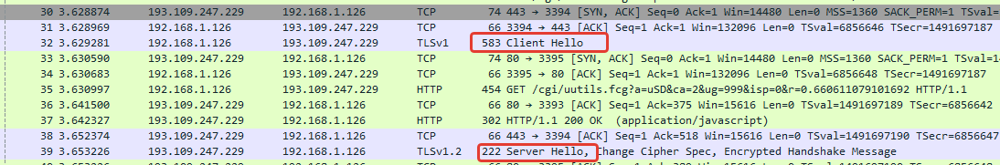 30 3.628874 193.109.247.229 192.168.1.126 TCP 74 443 → 3394 [SYN, ACK] Seq=0 Ack=1 Win=14480 Len=0 MSS=1360 SACK_PERM=1 TSval=
31 3.628969 192.168.1.126 193.109.247.229 TCP 66 3394 → 443 [ACK] Seq=1 Ack=1 Win=132096 Len=0 TSval=6856646 TSecr=1491697187
32 3.629281 192.168.1.126 193.109.247.229 TLSv1 583 Client Hello
33 3.630590 193.109.247.229 192.168.1.126 TCP 74 80 → 3395 [SYN, ACK] Seq=0 Ack=1 Win=14480 Len=0 MSS=1360 SACK_PERM=1 TSval=1
34 3.630683 192.168.1.126 193.109.247.229 TCP 66 3395 → 80 [ACK] Seq=1 Ack=1 Win=132096 Len=0 TSval=6856648 TSecr=1491697187
35 3.630997 192.168.1.126 193.109.247.229 HTTP 454 GET /cgi/uutils.fcg?a=uSD&ca=2&ug=999&isp=0&r=0.660611079101692 HTTP/1.1
36 3.641500 193.109.247.229 192.168.1.126 TCP 66 80 → 3393 [ACK] Seq=1 Ack=375 Win=15616 Len=0 TSval=1491697189 TSecr=6856642
37 3.642327 193.109.247.229 192.168.1.126 HTTP 302 HTTP/1.1 200 OK (application/javascript)
38 3.652374 193.109.247.229 192.168.1.126 TCP 66 443 → 3394 [ACK] Seq=1 Ack=518 Win=15616 Len=0 TSval=1491697190 TSecr=6856647
39 3.653226 193.109.247.229 192.168.1.126 TLSv1.2 222 Server Hello, Change Cipher Spec, Encrypted Handshake Message